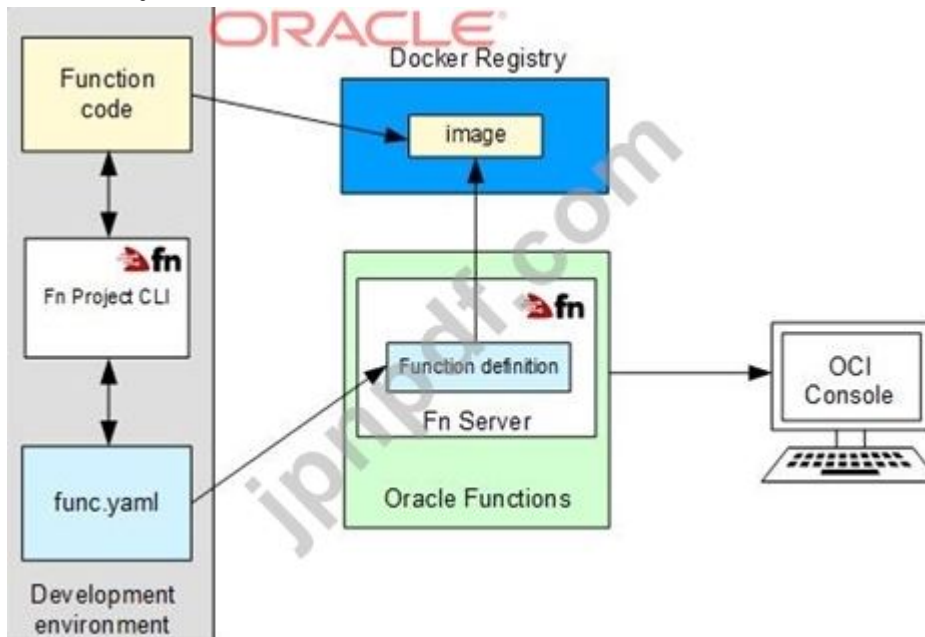 ORACLE
Docker Registry
Function
code
image
fn
Fn Project CLI
fn
Function definition
Fn Server
OCI
Console
func.yaml
Oracle Functions
Development
environment
jpnpdf.com